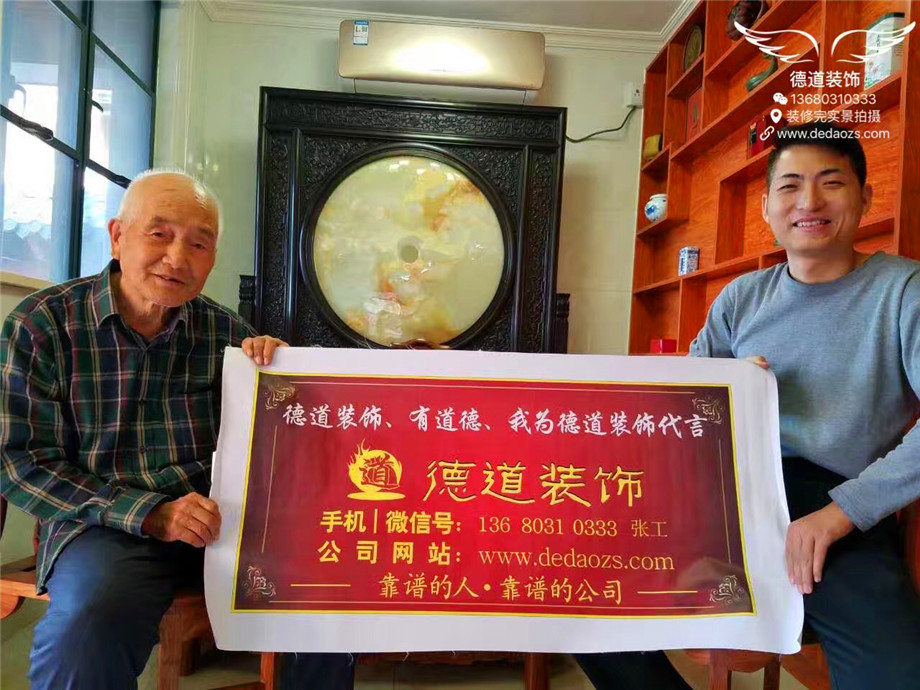 德道装饰
13680310333
装修完实景拍摄
www.dedaozs.com
德道装饰、有道德、我为德道装饰代言
道
德道装饰
手机|微信号：136 8031 0333 张工
公司网站：www.dedaozs.com
靠谱的人·靠谱的公司